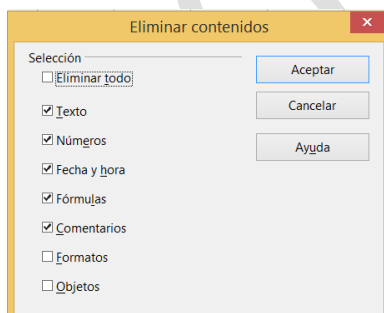 Eliminar contenidos
Selección
Eliminar todo
Aceptar
Texto
Cancelar
Números
Ayuda
Fecha y hora
Fórmulas
Comentarios
Formatos
Objetos